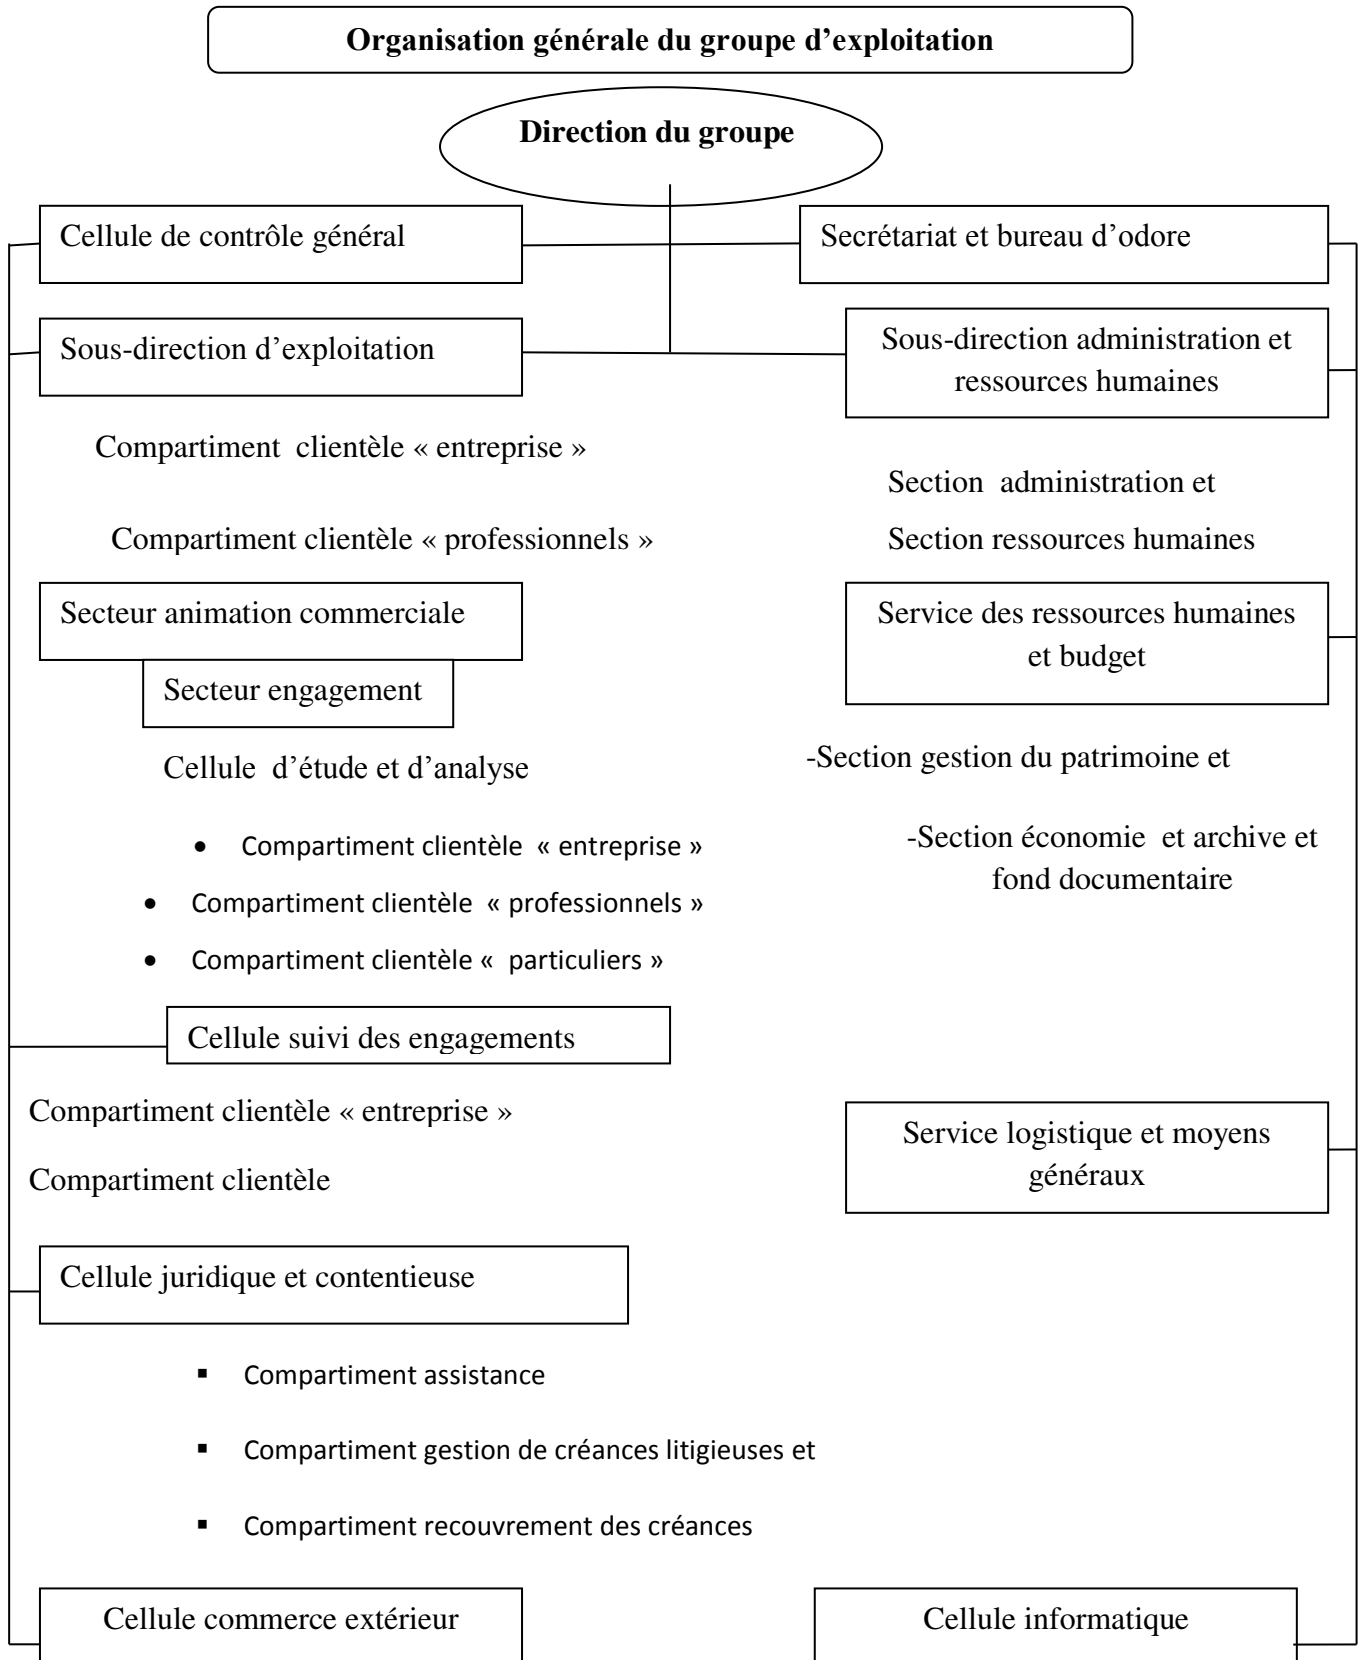 Organisation générale du groupe d’exploitation
Direction du groupe
Cellule de contrôle général
Secrétariat et bureau d’odore
Sous-direction d’exploitation
Sous-direction administration et
ressources humaines
Compartiment clientèle « entreprise »
Section administration et
Compartiment clientèle « professionnels »
Section ressources humaines
Secteur animation commerciale
Service des ressources humaines
et budget
Secteur engagement
Cellule d’étude et d’analyse
-Section gestion du patrimoine et
• Compartiment clientèle « entreprise »
-Section économie et archive et
fond documentaire
• Compartiment clientèle « professionnels »
• Compartiment clientèle « particuliers »
Cellule suivi des engagements
Compartiment clientèle « entreprise »
Service logistique et moyens
généraux
Compartiment clientèle
Cellule juridique et contentieuse
▪ Compartiment assistance
▪ Compartiment gestion de créances litigieuses et
▪ Compartiment recouvrement des créances
Cellule commerce extérieur
Cellule informatique